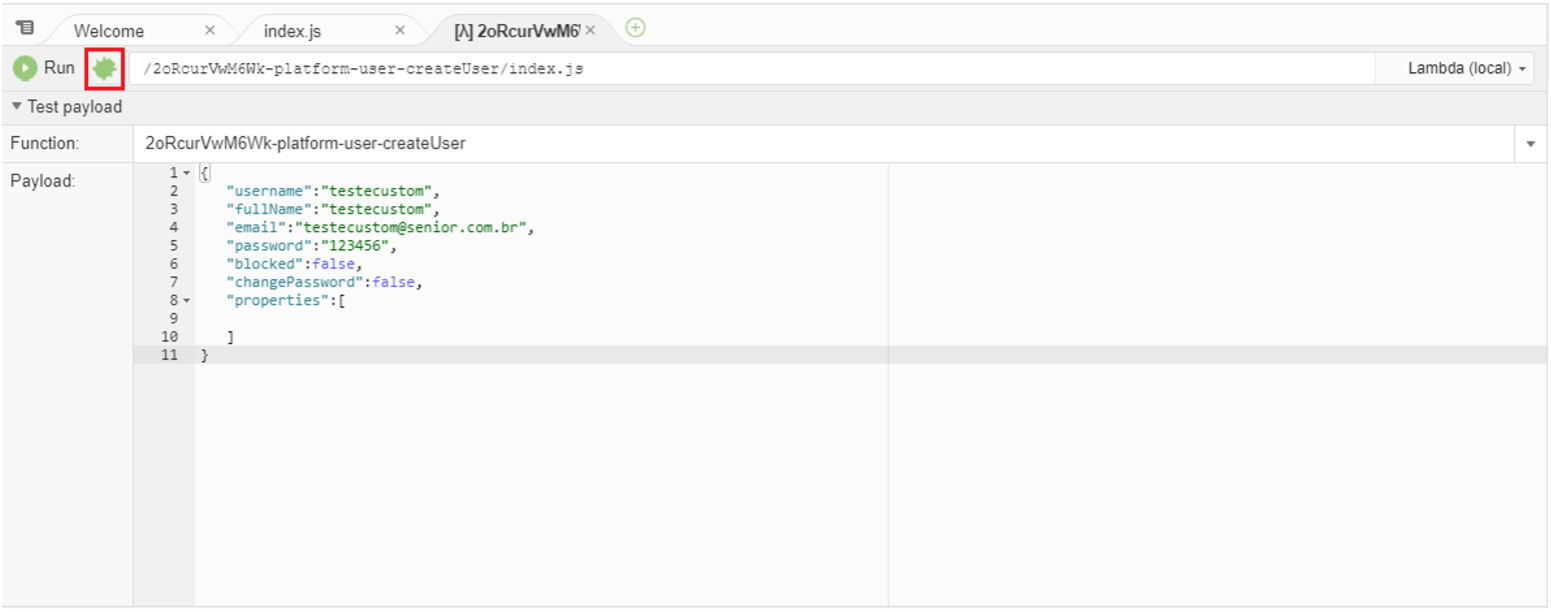 Welcome × index.js × [λ] 2oRcurVwM6' ×
Run /2oRcurVwM6Wk-platform-user-createUser/index.js Lambda (local)
Test payload
Function: 2oRcurVwM6Wk-platform-user-createUser
Payload: 1 {
2 "username":"testecustom",
3 "fullName":"testecustom",
4 "email":"testecustom@senior.com.br",
5 "password":"123456",
6 "blocked":false,
7 "changePassword":false,
8 "properties":[
9
10 ]
11 }